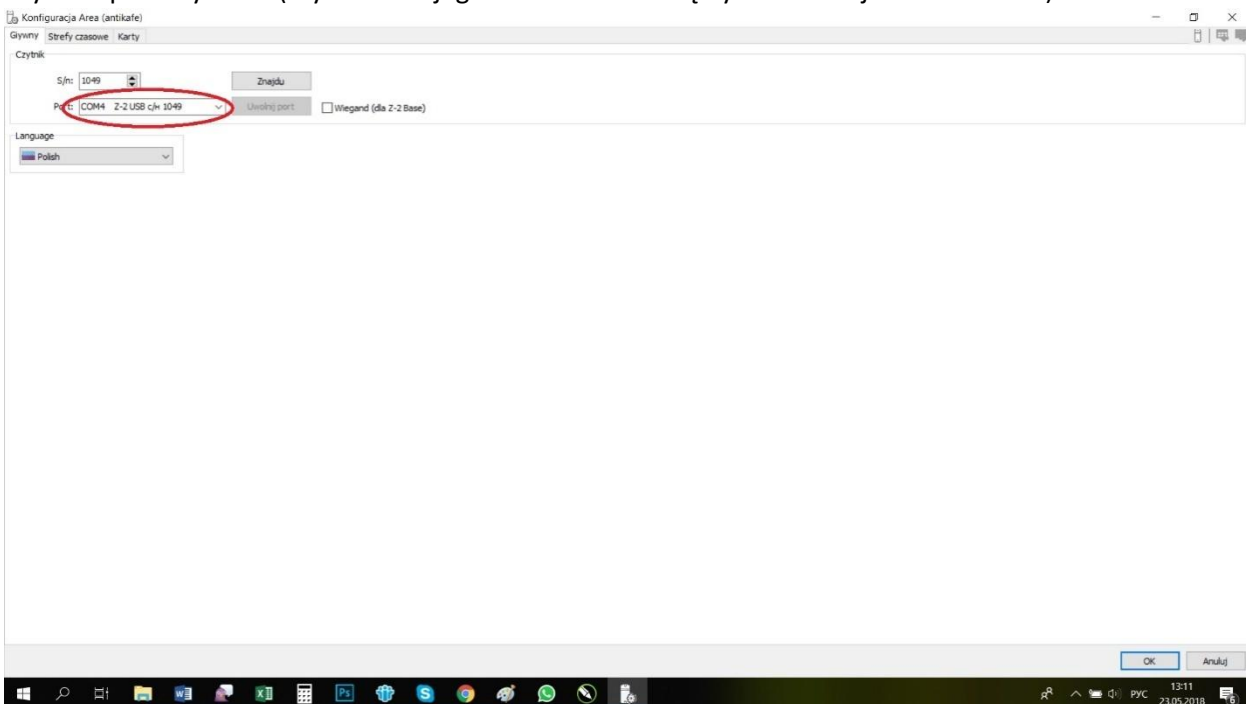 Konfiguracja Area (antikafe)
Giywny Strefy czasowe Karty
Czytnik
S/n: 1049 Znajdu
Port: COM4 Z-2 USB с/н 1049 Uwolnij port Wiegand (dla Z-2 Base)
Language
Polish
OK Anuluj
13:11
РУС
23.05.2018